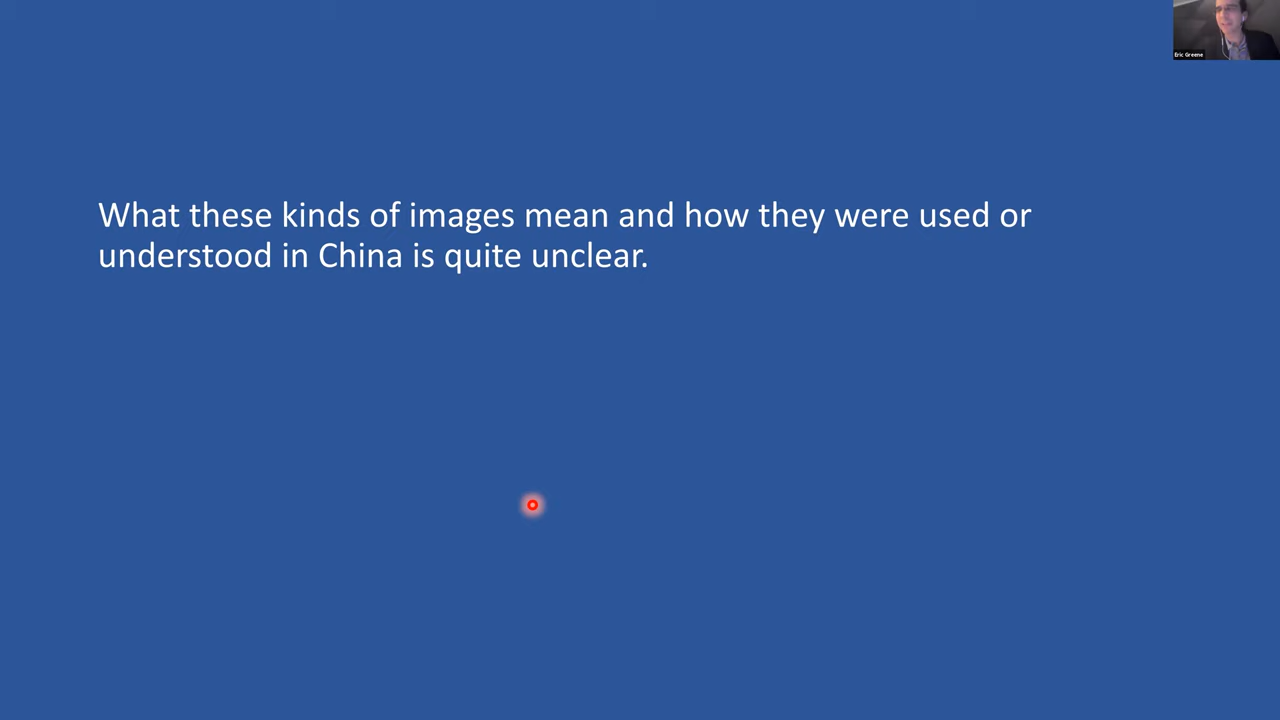 Eric Greene
What these kinds of images mean and how they were used or
understood in China is quite unclear.